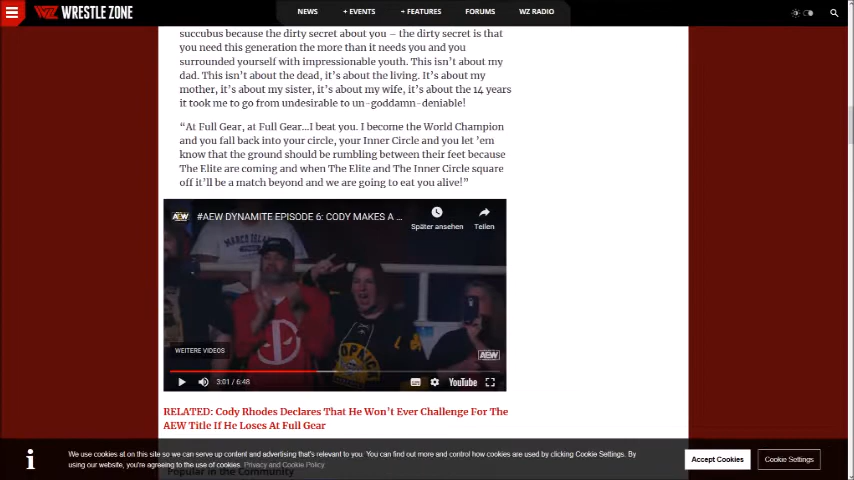 WRESTLE ZONE
NEWS + EVENTS + FEATURES FORUMS WZ RADIO
succubus because the dirty secret about you – the dirty secret is that
you need this generation the more than it needs you and you
surrounded yourself with impressionable youth. This isn't about my
dad. This isn't about the dead, it's about the living. It's about my
mother, it's about my sister, it's about my wife, it's about the 14 years
it took me to go from undesirable to un-goddamn-deniable!
“At Full Gear, at Full Gear…I beat you. I become the World Champion
and you fall back into your circle, your Inner Circle and you let ’em
know that the ground should be rumbling between their feet because
The Elite are coming and when The Elite and The Inner Circle square
off it’ll be a match beyond and we are going to eat you alive!”
AEW
#AEW DYNAMITE EPISODE 6: CODY MAKES A ...
Später ansehen
Teilen
WEITERE VIDEOS
AEW
3:01 / 6:48
YouTube
RELATED: Cody Rhodes Declares That He Won’t Ever Challenge For The
AEW Title If He Loses At Full Gear
We use cookies at on this site so we can serve up content and advertising that's relevant to you. You can find out more and control how cookies are used by clicking Cookie Settings. By
using our website, you're agreeing to the use of cookies. Privacy and Cookie Policy
Accept Cookies
Cookie Settings
Popular in the Community